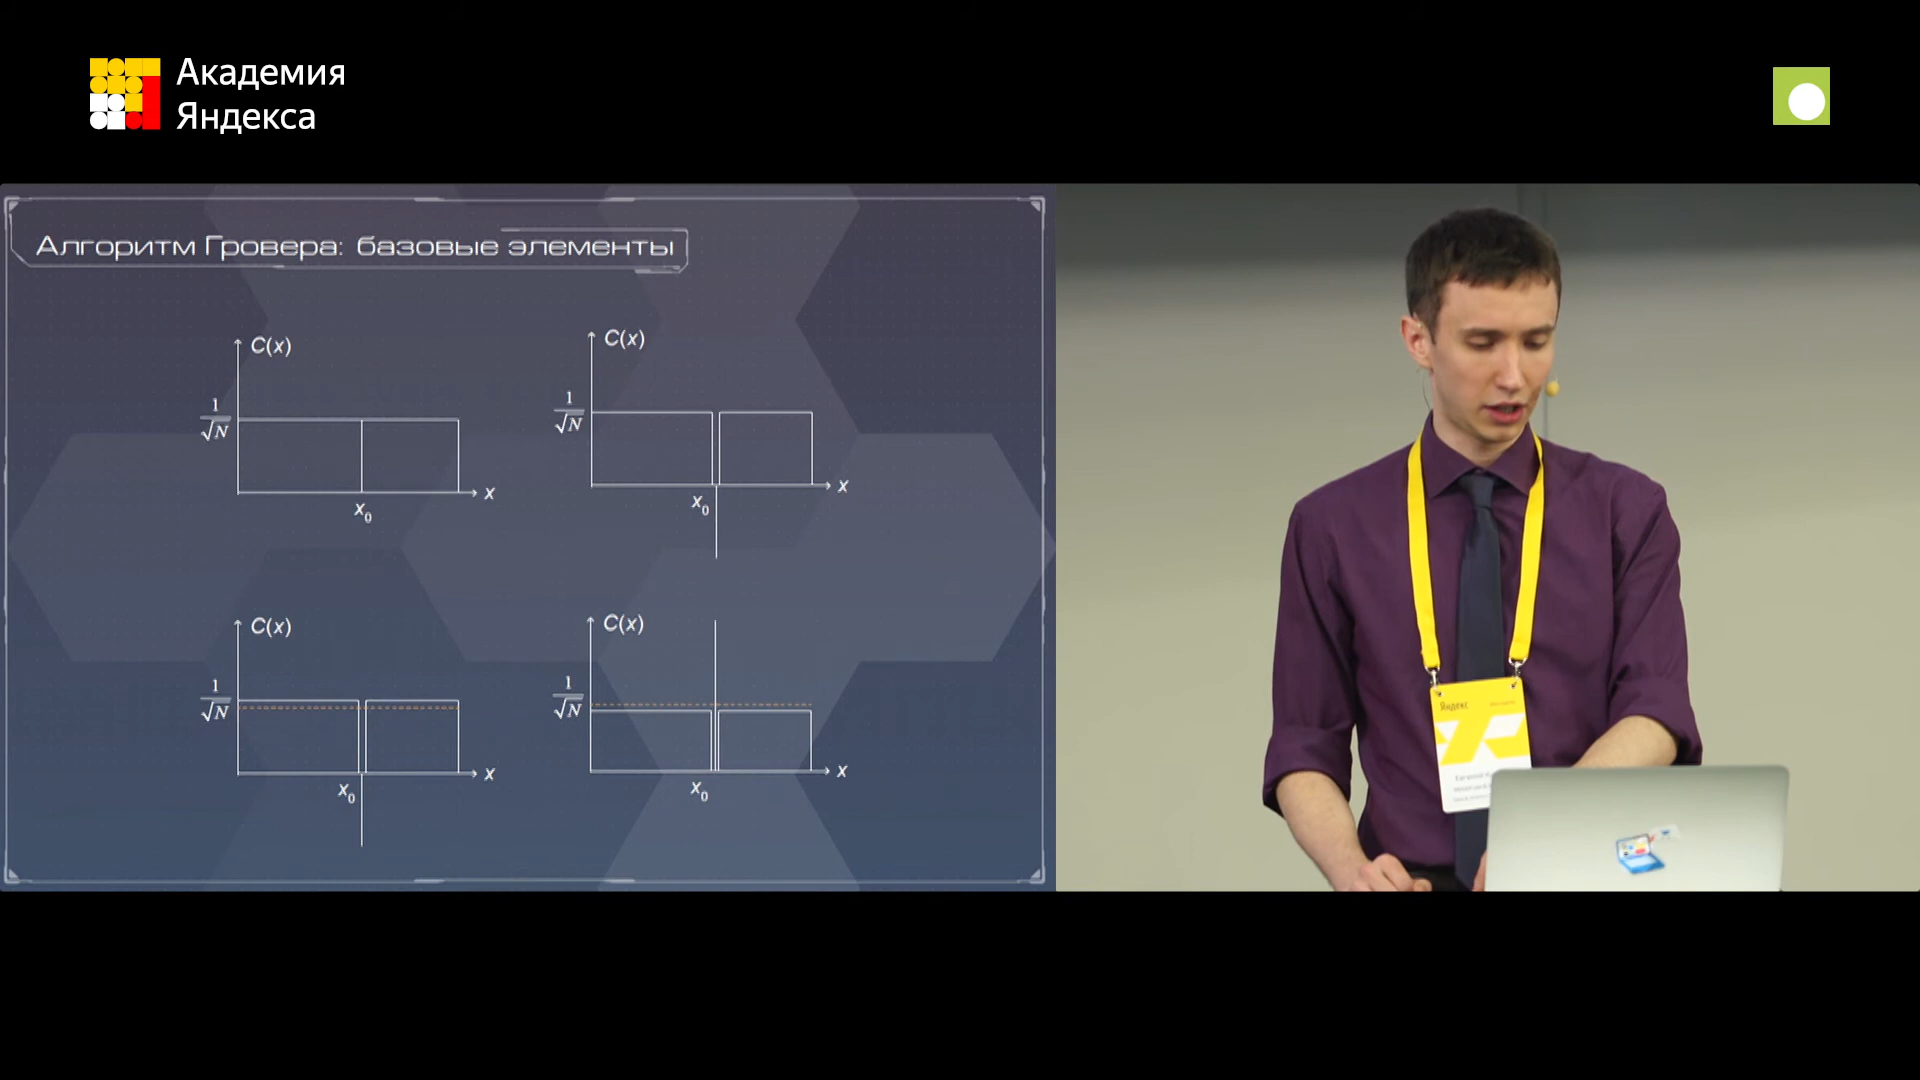 Академия
Яндекса
Алгоритм Гровера: базовые элементы
C(x)
1
√N
x
x0
C(x)
1
√N
x
x0
C(x)
1
√N
x
x0
C(x)
1
√N
x
x0
Яндекс